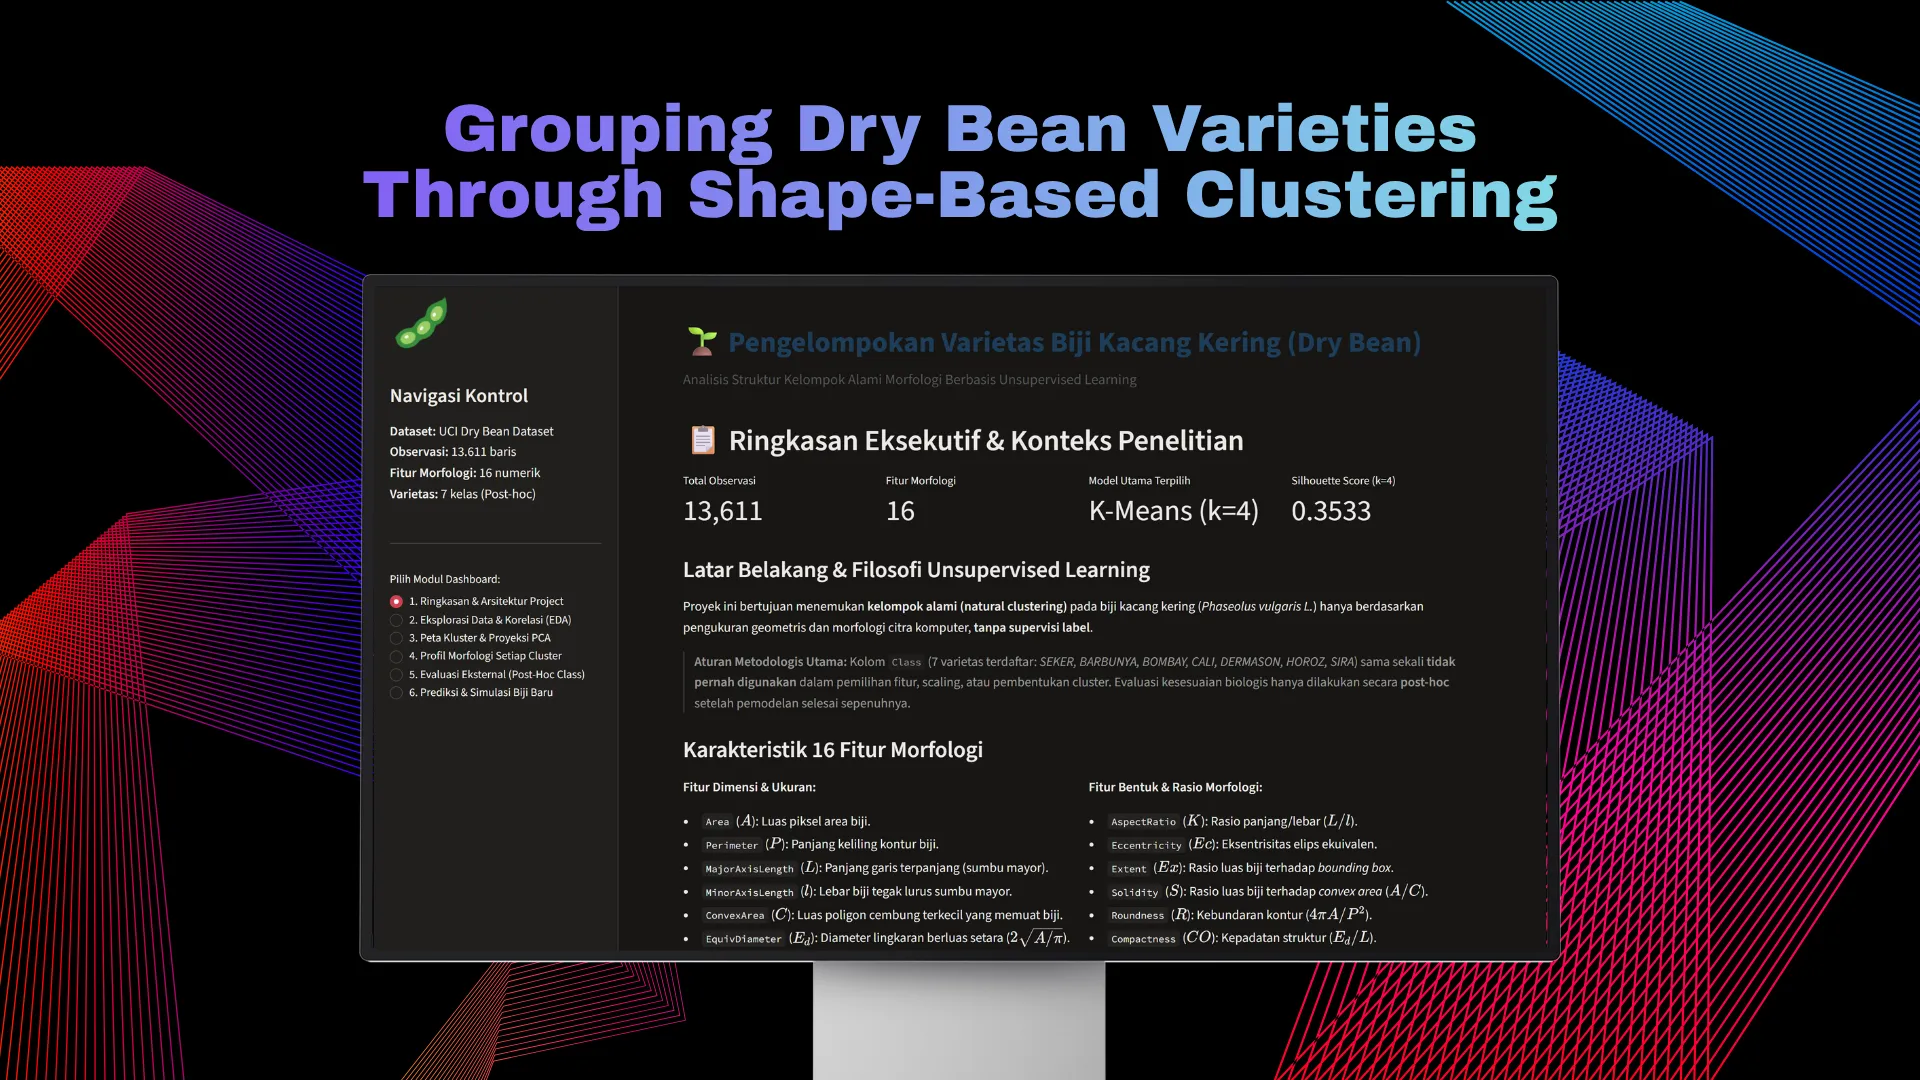 Grouping Dry Bean Varieties
Through Shape-Based Clustering
Navigasi Kontrol
Dataset: UCI Dry Bean Dataset
Observasi: 13.611 baris
Fitur Morfologi: 16 numerik
Varietas: 7 kelas (Post-hoc)
Pilih Modul Dashboard:
1. Ringkasan & Arsitektur Project
2. Eksplorasi Data & Korelasi (EDA)
3. Peta Kluster & Proyeksi PCA
4. Profil Morfologi Setiap Cluster
5. Evaluasi Eksternal (Post-Hoc Class)
6. Prediksi & Simulasi Biji Baru
Pengelompokan Varietas Biji Kacang Kering (Dry Bean)
Analisis Struktur Kelompok Alami Morfologi Berbasis Unsupervised Learning
Ringkasan Eksekutif & Konteks Penelitian
Total Observasi
13,611
Fitur Morfologi
16
Model Utama Terpilih
K-Means (k=4)
Silhouette Score (k=4)
0.3533
Latar Belakang & Filosofi Unsupervised Learning
Proyek ini bertujuan menemukan kelompok alami (natural clustering) pada biji kacang kering (Phaseolus vulgaris L.) hanya berdasarkan
pengukuran geometris dan morfologi citra komputer, tanpa supervisi label.
Aturan Metodologis Utama: Kolom Class (7 varietas terdaftar: SEKER, BARBUNYA, BOMBAY, CALI, DERMASON, HOROZ, SIRA) sama sekali tidak
pernah digunakan dalam pemilihan fitur, scaling, atau pembentukan cluster. Evaluasi kesesuaian biologis hanya dilakukan secara post-hoc
setelah pemodelan selesai sepenuhnya.
Karakteristik 16 Fitur Morfologi
Fitur Dimensi & Ukuran:
• Area (A): Luas piksel area biji.
• Perimeter (P): Panjang keliling kontur biji.
• MajorAxisLength (L): Panjang garis terpanjang (sumbu mayor).
• MinorAxisLength (l): Lebar biji tegak lurus sumbu mayor.
• ConvexArea (C): Luas poligon cembung terkecil yang memuat biji.
• EquivDiameter (E_d): Diameter lingkaran berluas setara (2√A/π).
Fitur Bentuk & Rasio Morfologi:
• AspectRatio (K): Rasio panjang/lebar (L/l).
• Eccentricity (Ec): Eksentrisitas elips ekuivalen.
• Extent (Ex): Rasio luas biji terhadap bounding box.
• Solidity (S): Rasio luas biji terhadap convex area (A/C).
• Roundness (R): Kebundaran kontur (4πA/P²).
• Compactness (CO): Kepadatan struktur (E_d/L).